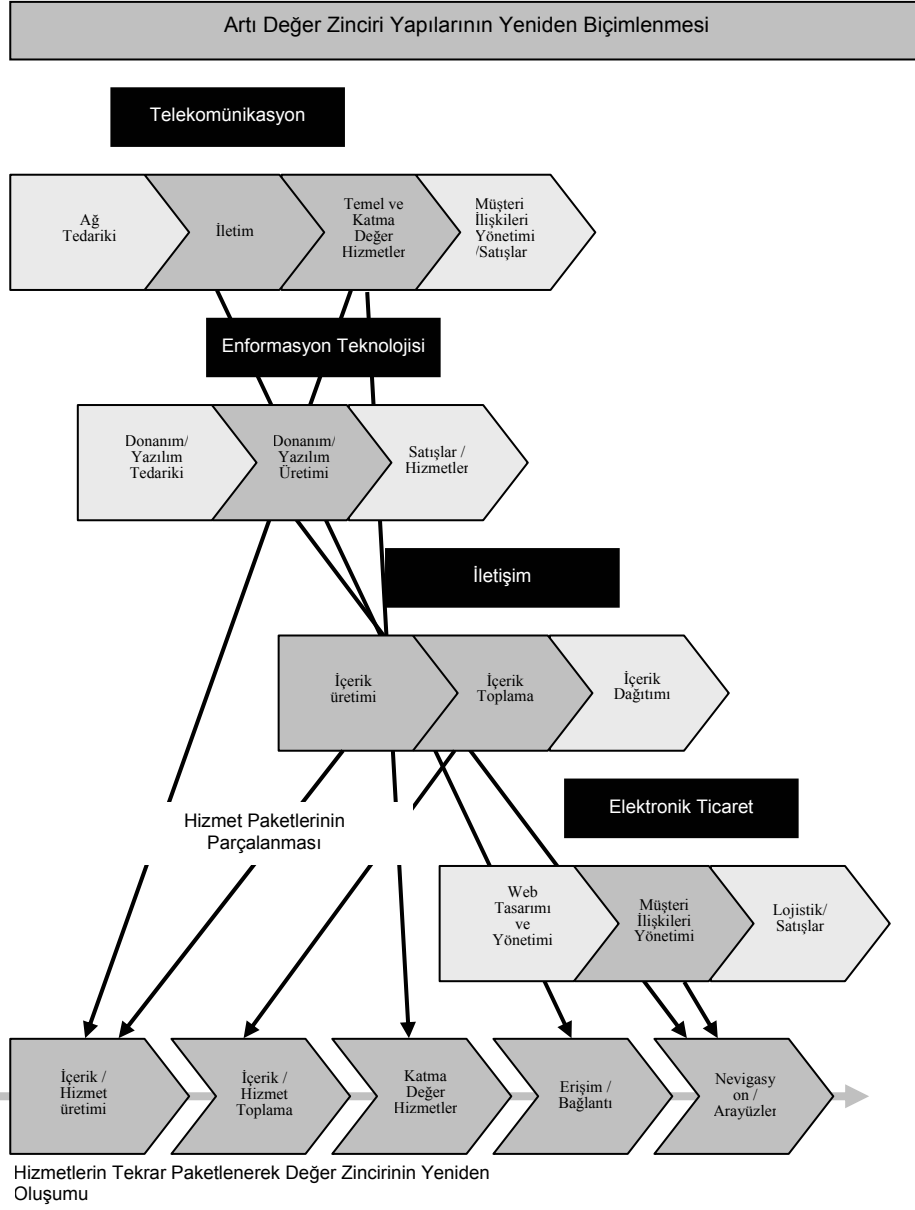 Artı Değer Zinciri Yapılarının Yeniden Biçimlenmesi
Telekomünikasyon
Ağ
Tedariki
İletim
Temel ve
Katma
Değer
Hizmetler
Müşteri
İlişkileri
Yönetimi
/Satışlar
Enformasyon Teknolojisi
Donanım/
Yazılım
Tedariki
Donanım/
Yazılım
Üretimi
Satışlar /
Hizmetler
İletişim
İçerik
üretimi
İçerik
Toplama
İçerik
Dağıtımı
Elektronik Ticaret
Hizmet Paketlerinin
Parçalanması
Web
Tasarımı
ve
Yönetimi
Müşteri
İlişkileri
Yönetimi
Lojistik/
Satışlar
İçerik /
Hizmet
üretimi
İçerik /
Hizmet
Toplama
Katma
Değer
Hizmetler
Erişim /
Bağlantı
Nevigasy
on /
Arayüzler
Hizmetlerin Tekrar Paketlenerek Değer Zincirinin Yeniden
Oluşumu